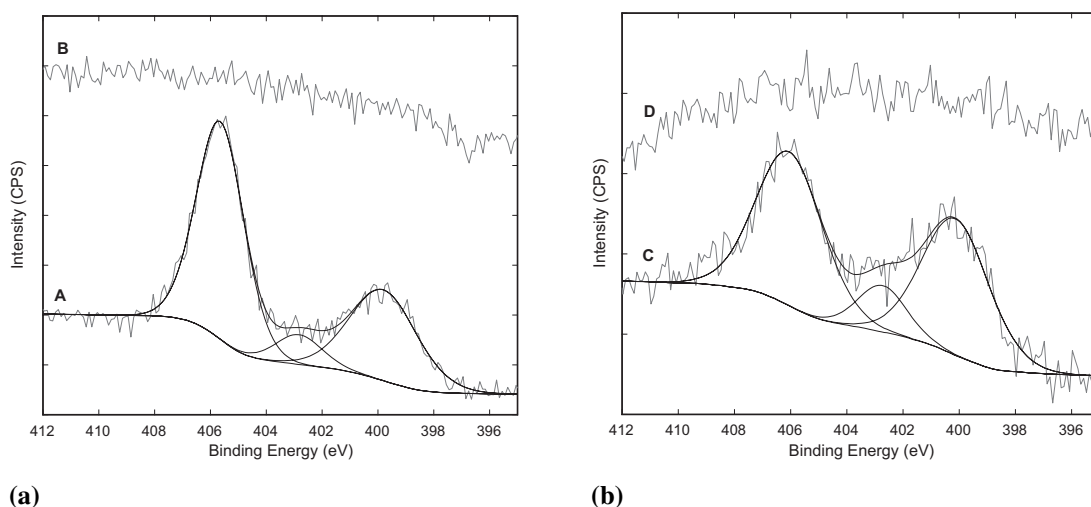 B
A
Intensity (CPS)
412 410 408 406 404 402 400 398 396
Binding Energy (eV)
(a)
D
C
Intensity (CPS)
412 410 408 406 404 402 400 398 396
Binding Energy (eV)
(b)